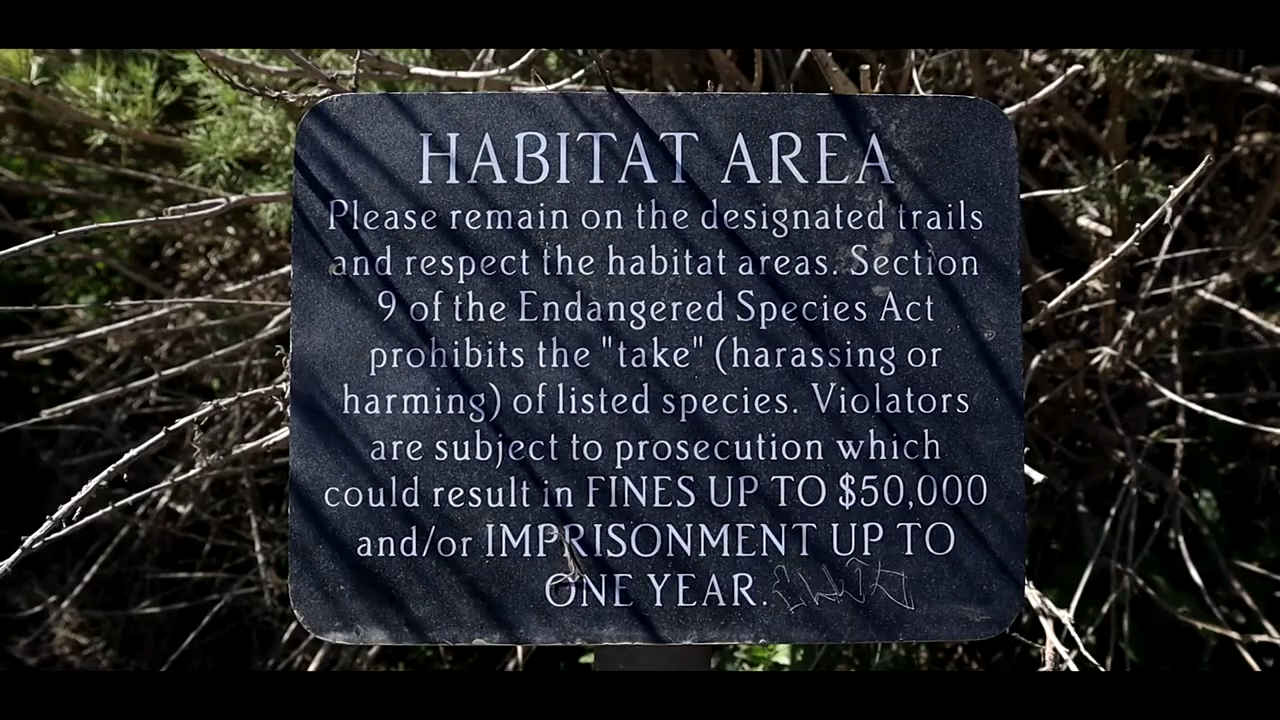 HABITAT AREA
Please remain on the designated trails
and respect the habitat areas. Section
9 of the Endangered Species Act
prohibits the "take" (harassing or
harming) of listed species. Violators
are subject to prosecution which
could result in FINES UP TO $50,000
and/or IMPRISONMENT UP TO
ONE YEAR.